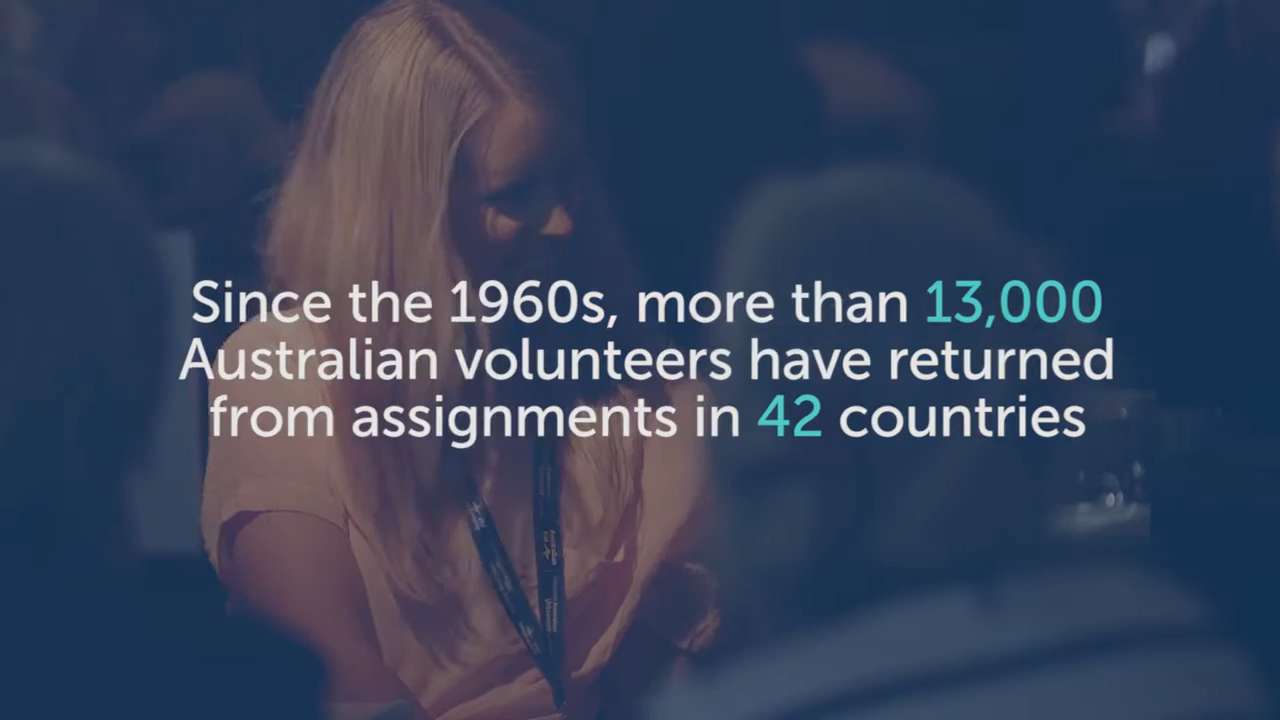 Since the 1960s, more than 13,000
Australian volunteers have returned
from assignments in 42 countries